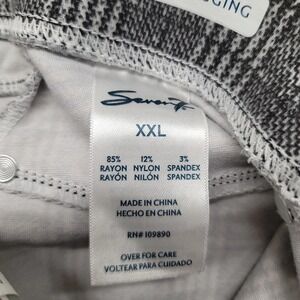 GGING
Seven7
XXL
85% 12% 3%
RAYON NYLON SPANDEX
RAYÓN NILÓN SPANDEX
MADE IN CHINA
HECHO EN CHINA
RN# 109890
OVER FOR CARE
VOLTEAR PARA CUIDADO